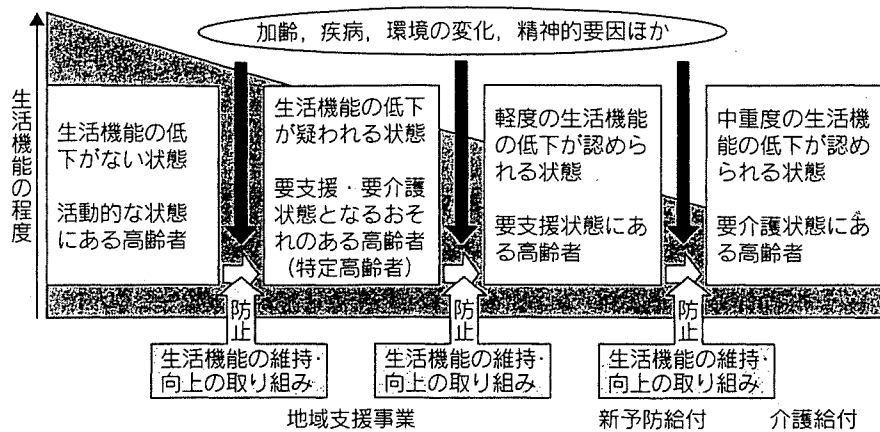 加齢，疾病，環境の変化，精神的要因ほか
生活機能の程度
生活機能の低
下がない状態
活動的な状態
にある高齢者
生活機能の低下
が疑われる状態
要支援・要介護
状態となるおそ
れのある高齢者
（特定高齢者）
軽度の生活機能
の低下が認めら
れる状態
要支援状態にあ
る高齢者
中重度の生活機
能の低下が認め
られる状態
要介護状態にあ
る高齢者
防止
防止
防止
生活機能の維持・
向上の取り組み
生活機能の維持・
向上の取り組み
生活機能の維持・
向上の取り組み
地域支援事業
新予防給付
介護給付